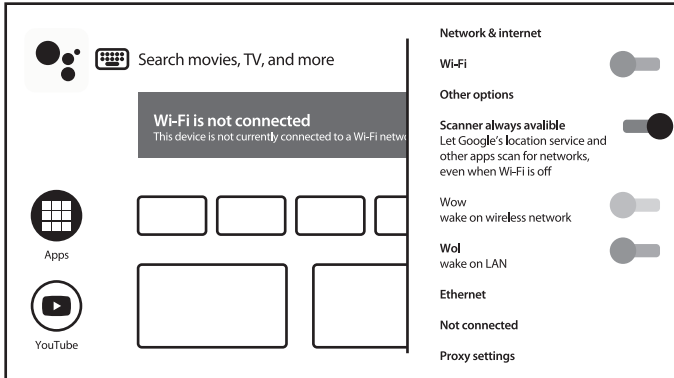 Search movies, TV, and more
Wi-Fi is not connected
This device is not currently connected to a Wi-Fi netwo
Apps
YouTube
Network & internet
Wi-Fi
Other options
Scanner always avalible
Let Google's location service and
other apps scan for networks,
even when Wi-Fi is off
Wow
wake on wireless network
Wol
wake on LAN
Ethernet
Not connected
Proxy settings